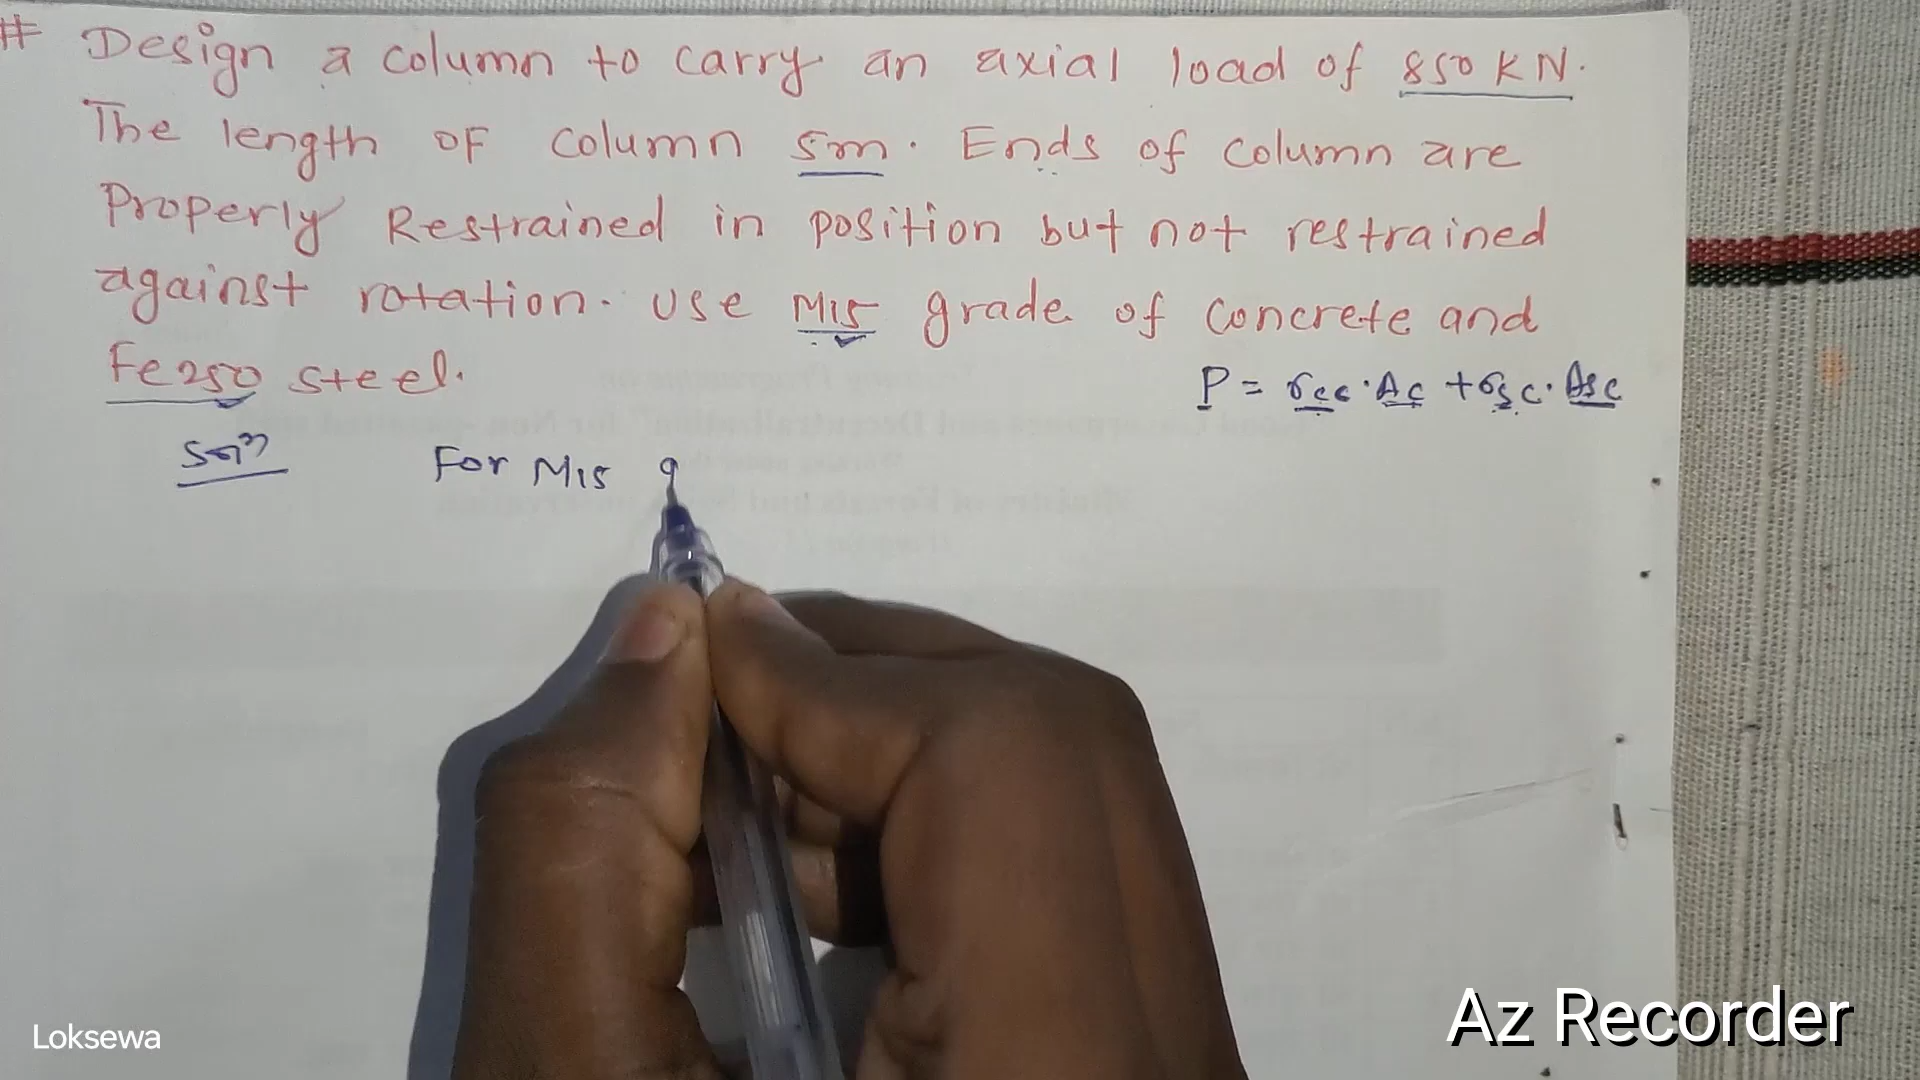 # Design a column to carry an axial load of 850 KN.
The length of column 5m. Ends of column are
Properly Restrained in position but not restrained
against rotation. Use M15 grade of concrete and
Fe250 steel.
P = σcc·Ac + σsc·Asc
Solⁿ For M15 g
Az Recorder
Loksewa